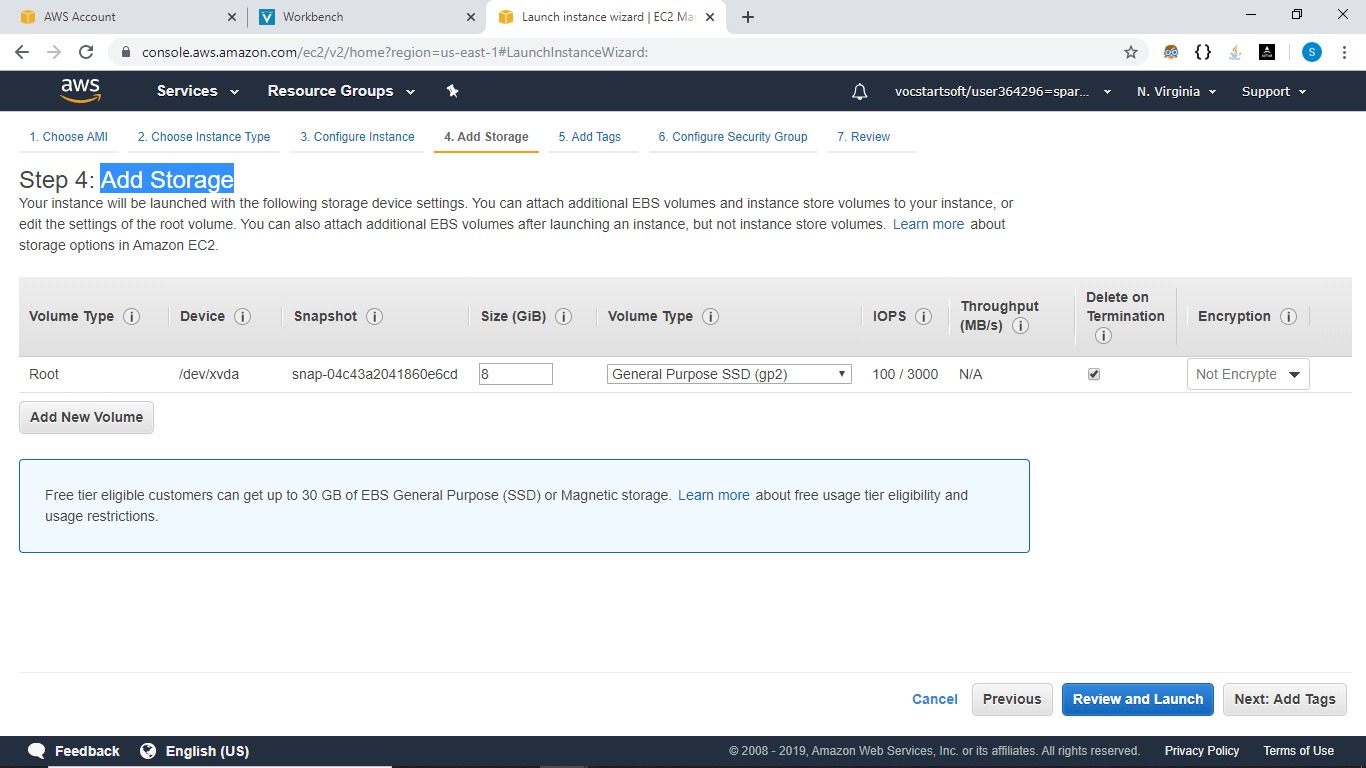 AWS Account
Workbench
Launch instance wizard | EC2 Ma
console.aws.amazon.com/ec2/v2/home?region=us-east-1#LaunchInstanceWizard:
S
aws
Services
Resource Groups
vocstartsoft/user364296=spar...
N. Virginia
Support
1. Choose AMI
2. Choose Instance Type
3. Configure Instance
4. Add Storage
5. Add Tags
6. Configure Security Group
7. Review
Step 4: Add Storage
Your instance will be launched with the following storage device settings. You can attach additional EBS volumes and instance store volumes to your instance, or
edit the settings of the root volume. You can also attach additional EBS volumes after launching an instance, but not instance store volumes. Learn more about
storage options in Amazon EC2.
Volume Type
Device
Snapshot
Size (GiB)
Volume Type
IOPS
Throughput
(MB/s)
Delete on
Termination
Encryption
Root
/dev/xvda
snap-04c43a2041860e6cd
8
General Purpose SSD (gp2)
100 / 3000
N/A
Not Encrypte
Add New Volume
Free tier eligible customers can get up to 30 GB of EBS General Purpose (SSD) or Magnetic storage. Learn more about free usage tier eligibility and
usage restrictions.
Cancel
Previous
Review and Launch
Next: Add Tags
Feedback
English (US)
© 2008 - 2019, Amazon Web Services, Inc. or its affiliates. All rights reserved.
Privacy Policy
Terms of Use